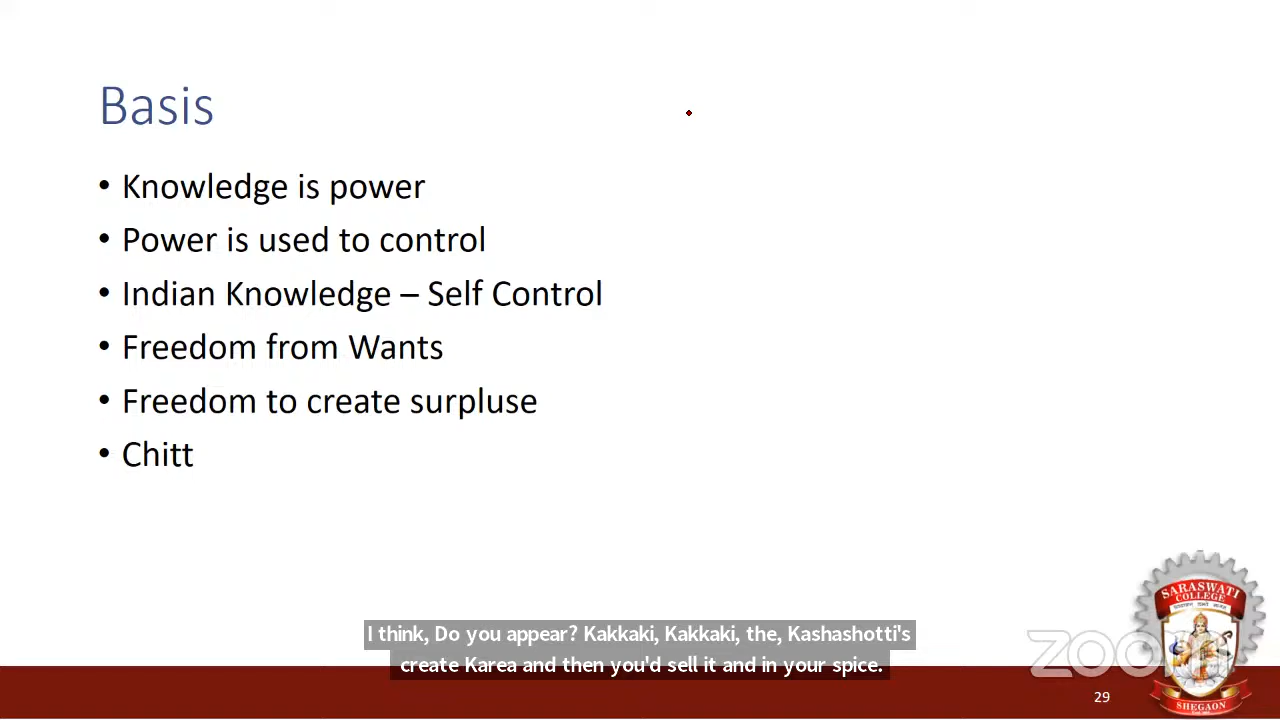 Basis
• Knowledge is power
• Power is used to control
• Indian Knowledge – Self Control
• Freedom from Wants
• Freedom to create surpluse
• Chitt
SARASWATI
COLLEGE
zoom
SHEGAON
I think, Do you appear? Kakkaki, Kakkaki, the, Kashashotti's
create Karea and then you'd sell it and in your spice.
29